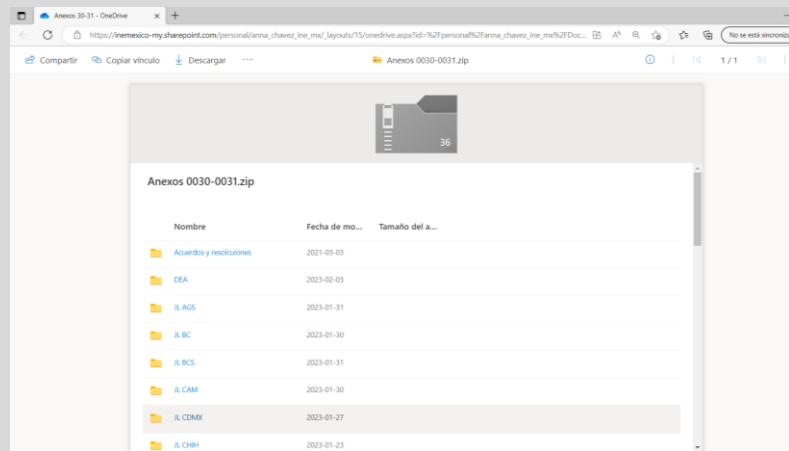 Anexos 30-31 - OneDrive
https://inemexico-my.sharepoint.com/personal/anna_chavez_ine_mx/_layouts/15/onedrive.aspx?id=%2Fpersonal%2Fanna_chavez_ine_mx%2FDoc...
No se está sincroniza
Compartir Copiar vínculo Descargar ... Anexos 0030-0031.zip 1 / 1
36
Anexos 0030-0031.zip
Nombre Fecha de mo... Tamaño del a...
Acuerdos y resolcuiones 2021-03-03
DEA 2023-02-03
JL AGS 2023-01-31
JL BC 2023-01-30
JL BCS 2023-01-31
JL CAM 2023-01-30
JL CDMX 2023-01-27
JL CHIH 2023-01-23